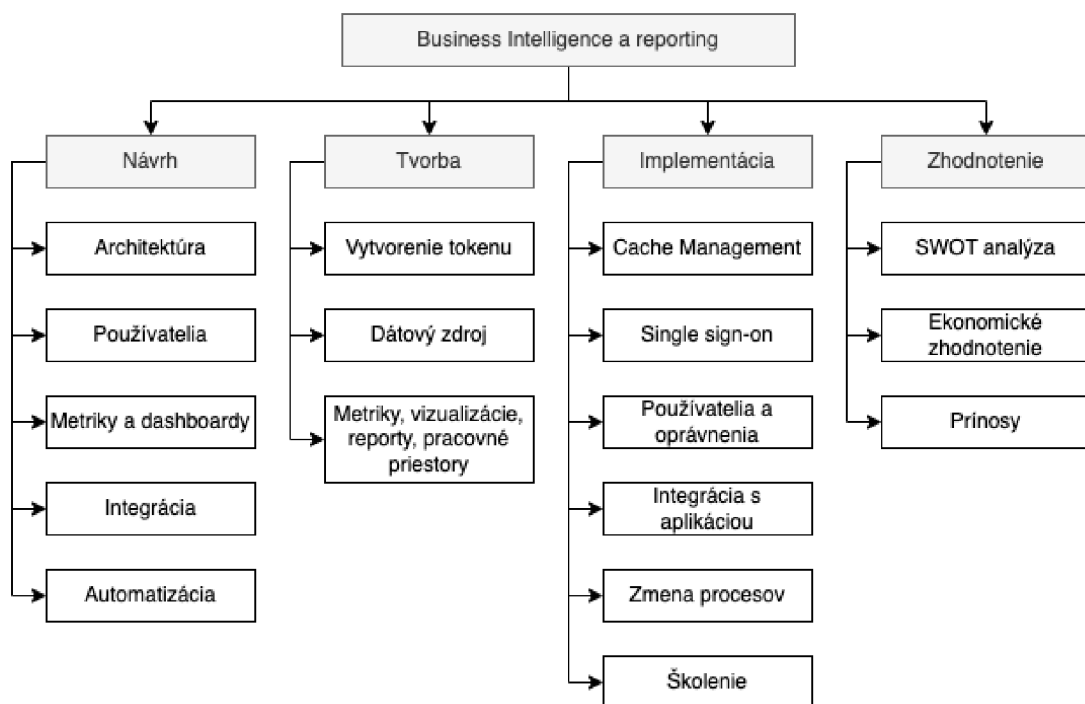 Business Intelligence a reporting
Návrh
Tvorba
Implementácia
Zhodnotenie
Architektúra
Používatelia
Metriky a dashboardy
Integrácia
Automatizácia
Vytvorenie tokenu
Dátový zdroj
Metriky, vizualizácie,
reporty, pracovné
priestory
Cache Management
Single sign-on
Používatelia a
oprávnenia
Integrácia s
aplikáciou
Zmena procesov
Školenie
SWOT analýza
Ekonomické
zhodnotenie
Prínosy